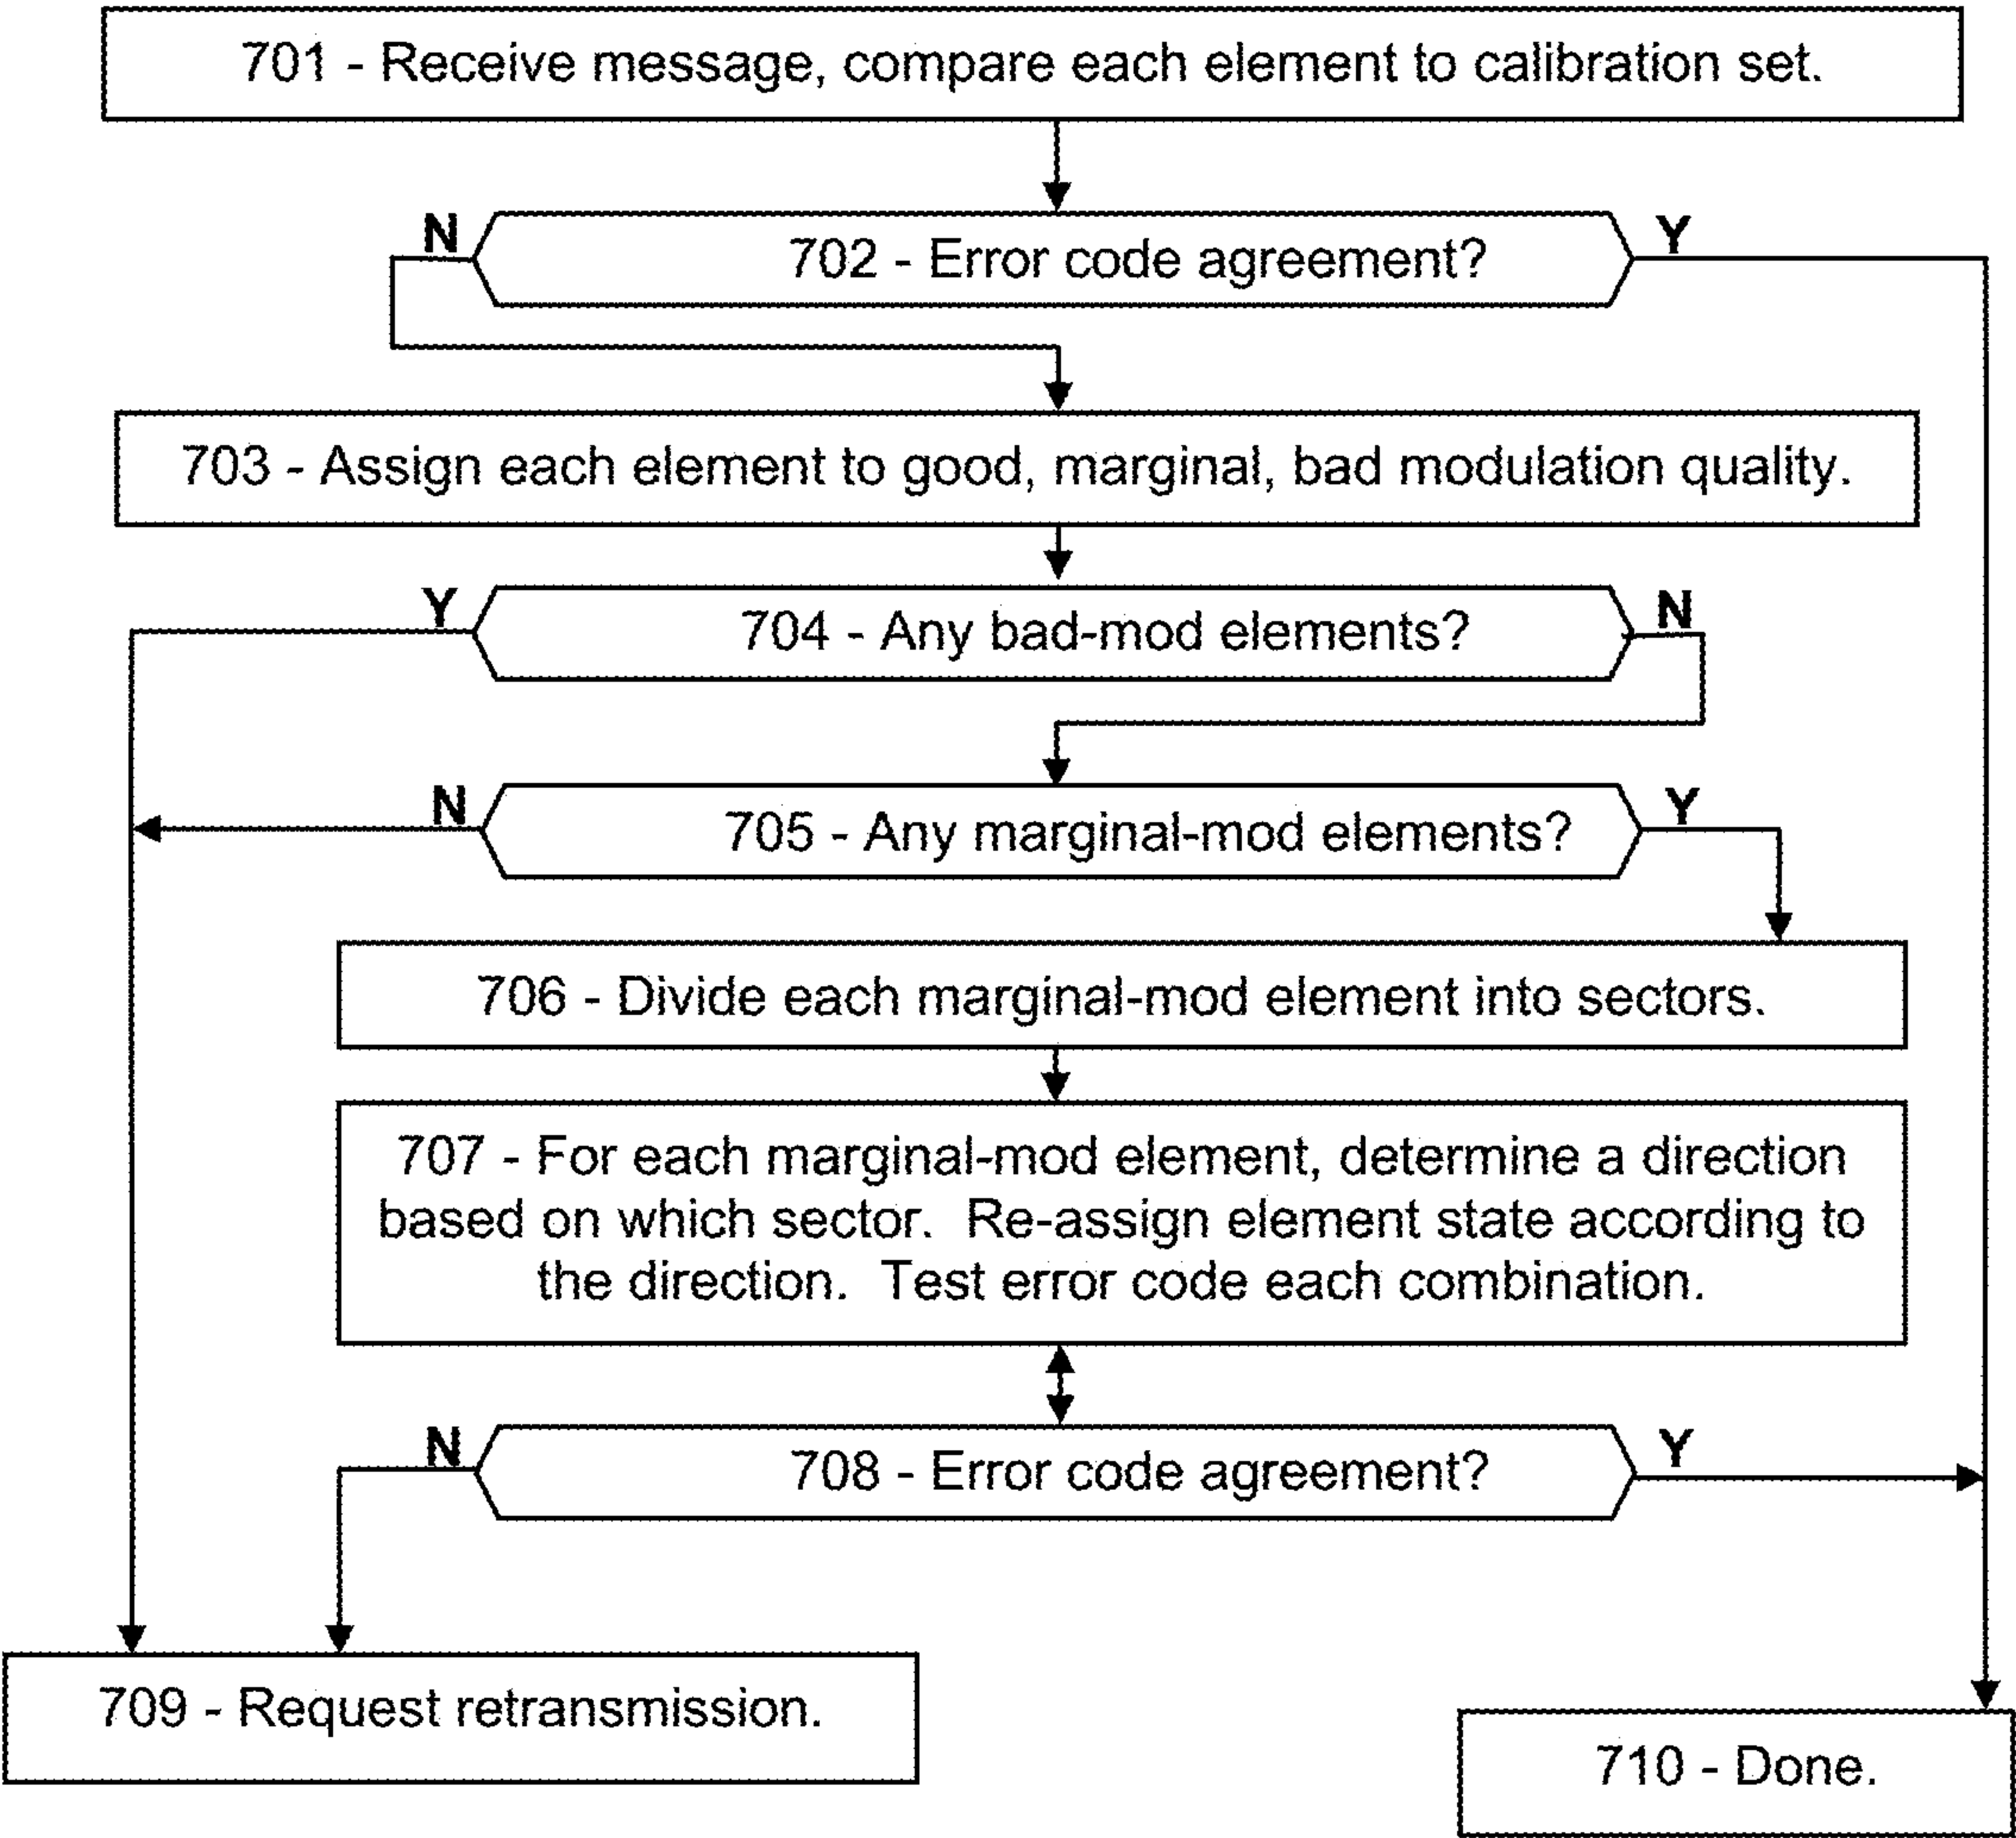 701 - Receive message, compare each element to calibration set.
N
702 - Error code agreement?
Y
703 - Assign each element to good, marginal, bad modulation quality.
Y
704 - Any bad-mod elements?
N
N
705 - Any marginal-mod elements?
Y
706 - Divide each marginal-mod element into sectors.
707 - For each marginal-mod element, determine a direction
based on which sector. Re-assign element state according to
the direction. Test error code each combination.
N
708 - Error code agreement?
Y
709 - Request retransmission.
710 - Done.